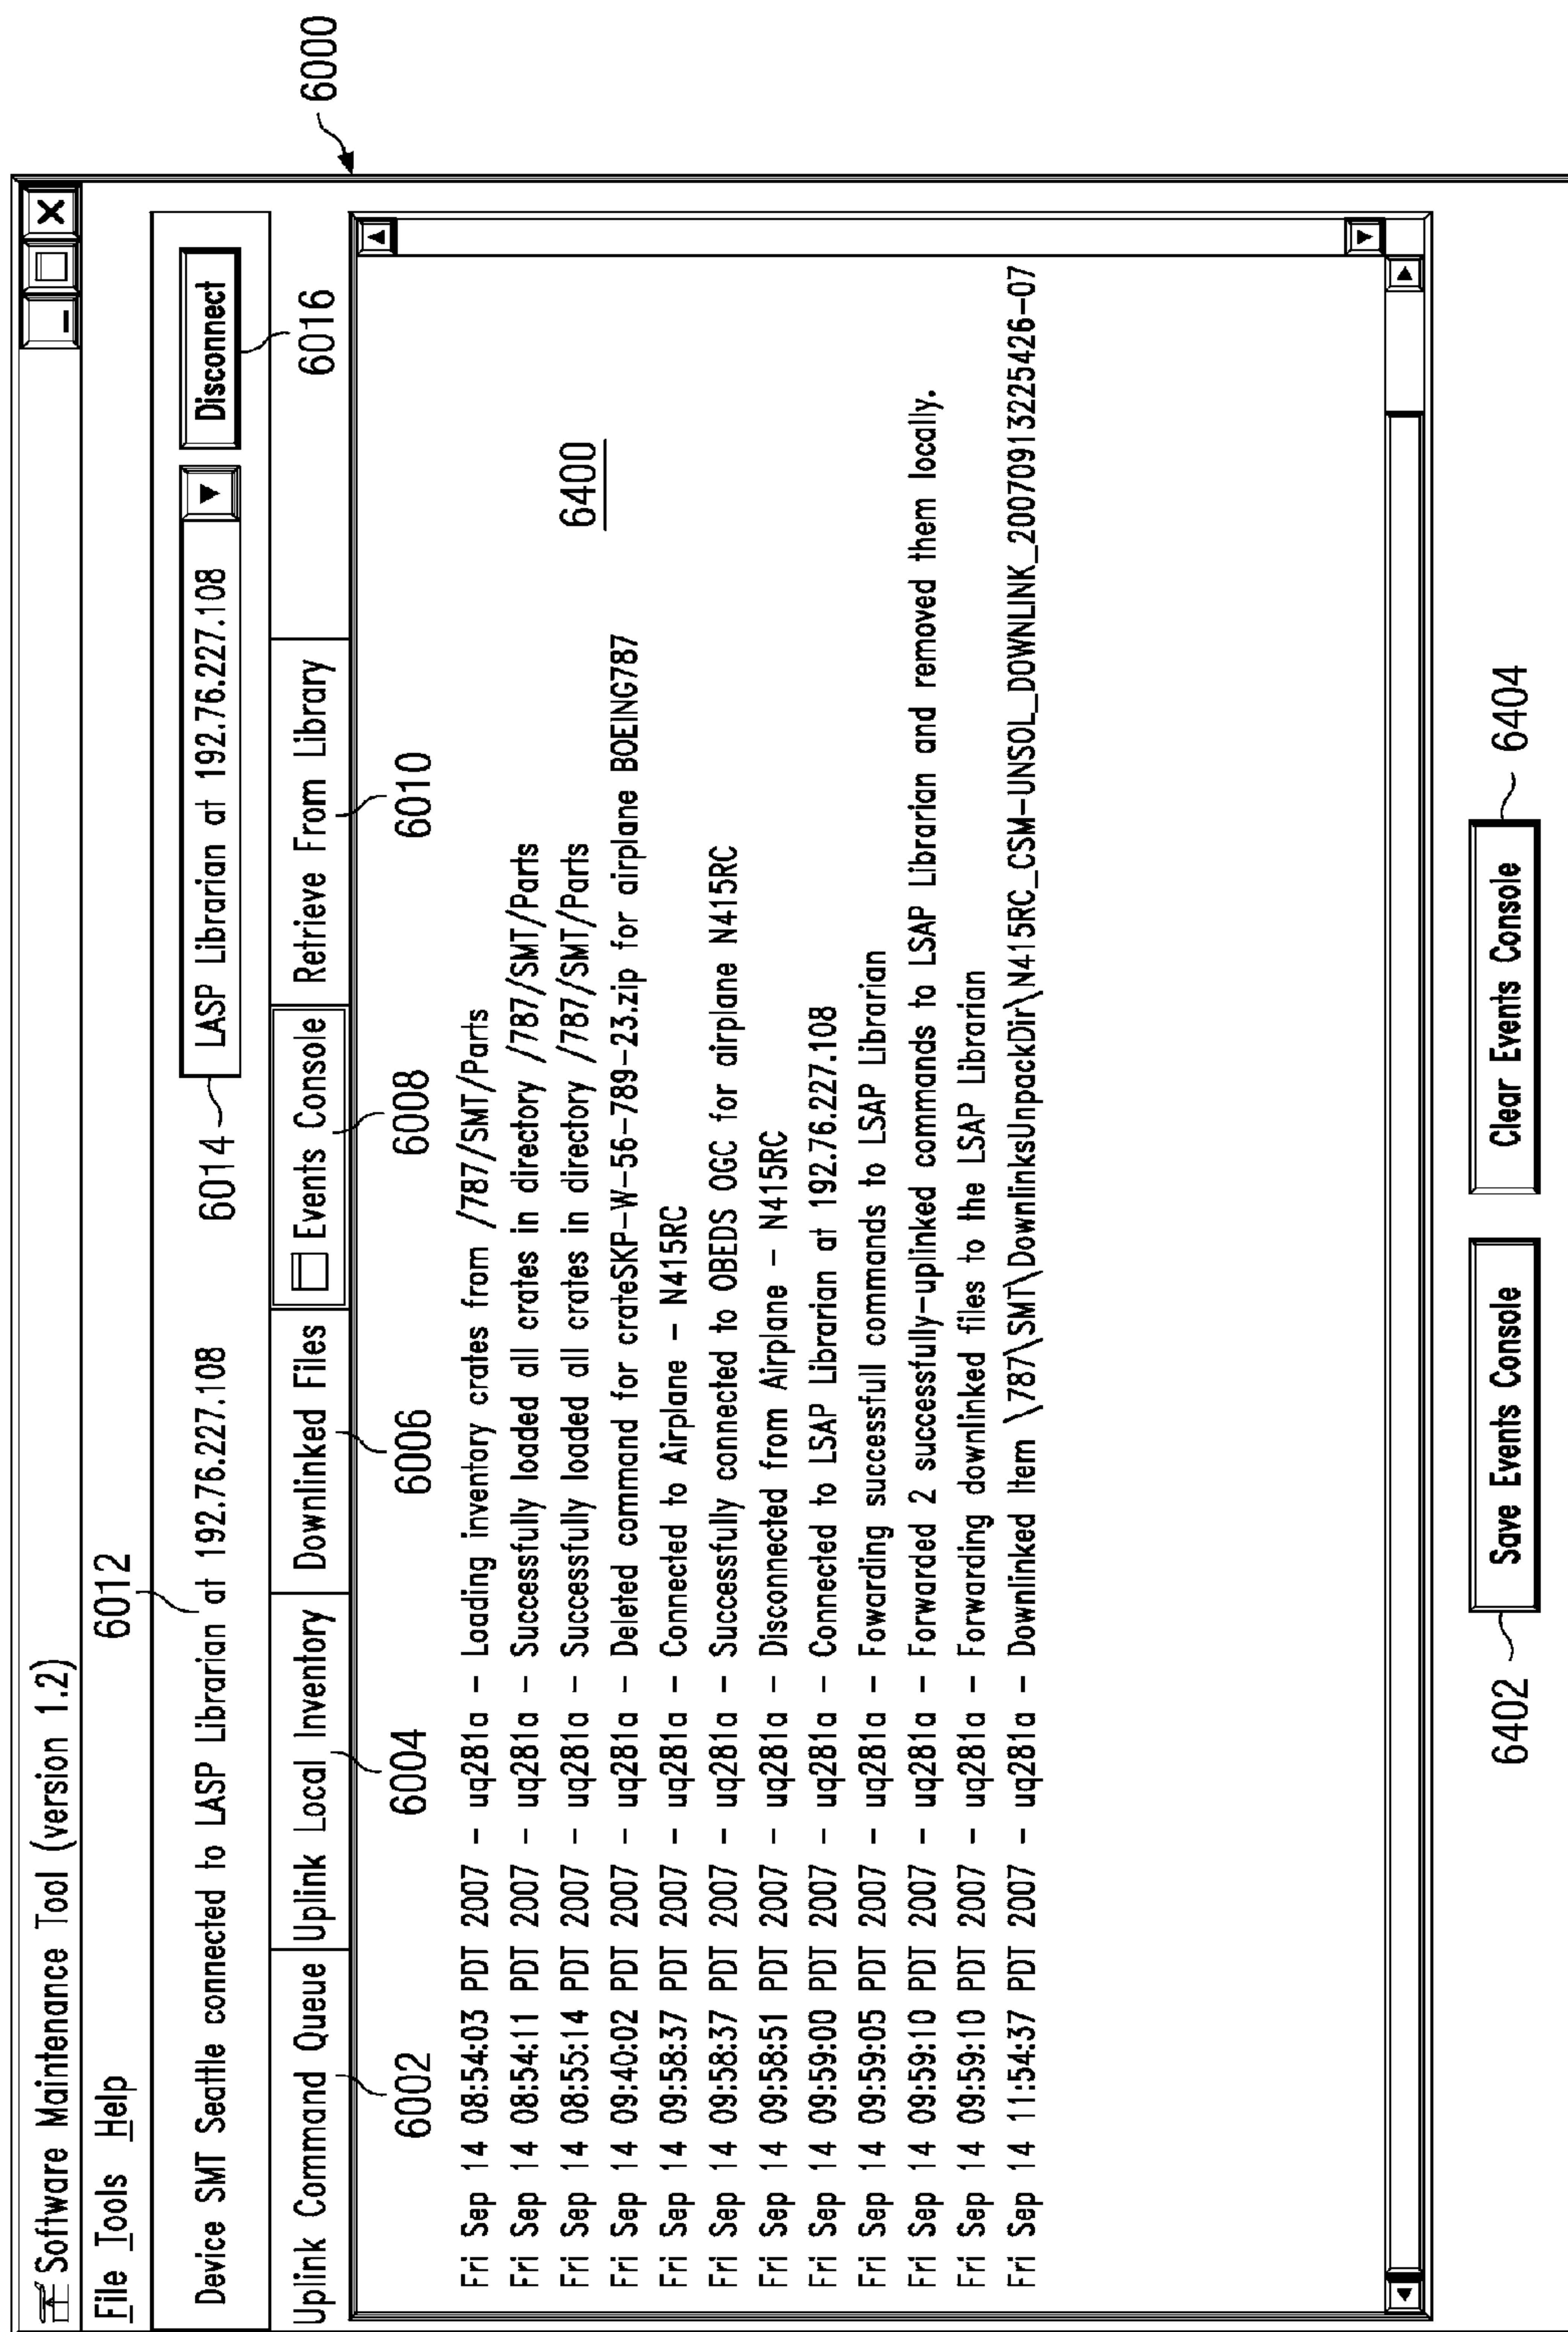 Software Maintenance Tool (version 1.2)
File Tools Help
6012
6000
Device SMT Seattle connected to LASP Librarian at 192.76.227.108
6014
LASP Librarian at 192.76.227.108
Disconnect
6016
Uplink Command Queue
Uplink Local Inventory
Downlinked Files
Events Console
Retrieve From Library
6002
6004
6006
6008
6010
Fri Sep 14 08:54:03 PDT 2007 - uq281a - Loading inventory crates from /787/SMT/Parts
Fri Sep 14 08:54:11 PDT 2007 - uq281a - Successfully loaded all crates in directory /787/SMT/Parts
Fri Sep 14 08:55:14 PDT 2007 - uq281a - Successfully loaded all crates in directory /787/SMT/Parts
6400
Fri Sep 14 09:40:02 PDT 2007 - uq281a - Deleted command for crateSKP-W-56-789-23.zip for airplane BOEING787
Fri Sep 14 09:58:37 PDT 2007 - uq281a - Connected to Airplane - N415RC
Fri Sep 14 09:58:37 PDT 2007 - uq281a - Successfully connected to OBEDS OGC for airplane N415RC
Fri Sep 14 09:58:51 PDT 2007 - uq281a - Disconnected from Airplane - N415RC
Fri Sep 14 09:59:00 PDT 2007 - uq281a - Connected to LSAP Librarian at 192.76.227.108
Fri Sep 14 09:59:05 PDT 2007 - uq281a - Fowarding successfull commands to LSAP Librarian
Fri Sep 14 09:59:10 PDT 2007 - uq281a - Forwarded 2 successfully-uplinked commands to LSAP Librarian and removed them locally.
Fri Sep 14 09:59:10 PDT 2007 - uq281a - Forwarding downlinked files to the LSAP Librarian
Fri Sep 14 11:54:37 PDT 2007 - uq281a - Downlinked Item \787\SMT\DownlinksUnpackDir\N415RC_CSM-UNSOL_DOWNLINK_20070913225426-07
6402
Save Events Console
Clear Events Console
6404